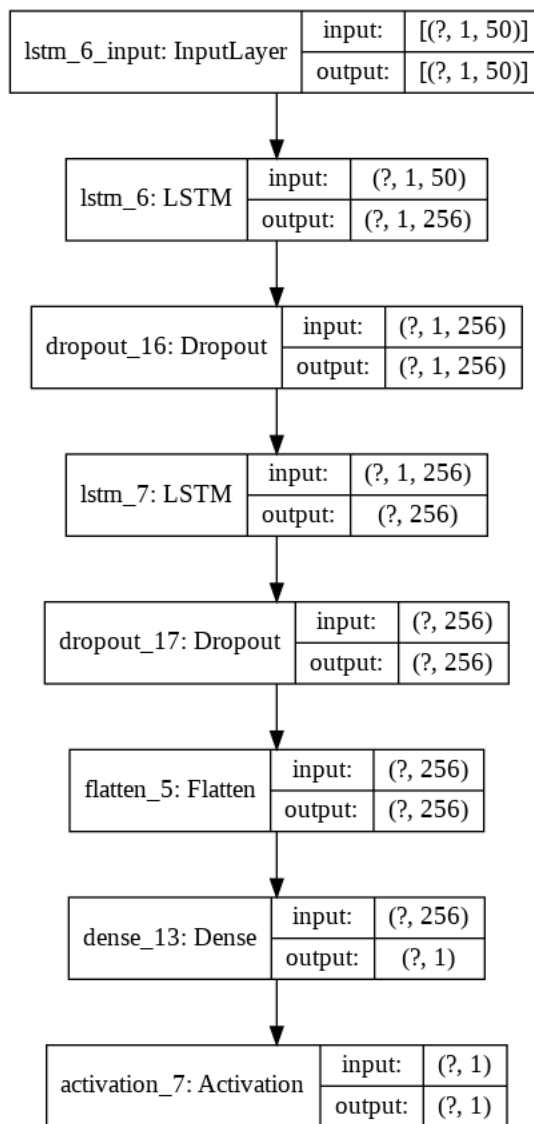 lstm_6_input: InputLayer
input: [(?, 1, 50)]
output: [(?, 1, 50)]
lstm_6: LSTM
input: (?, 1, 50)
output: (?, 1, 256)
dropout_16: Dropout
input: (?, 1, 256)
output: (?, 1, 256)
lstm_7: LSTM
input: (?, 1, 256)
output: (?, 256)
dropout_17: Dropout
input: (?, 256)
output: (?, 256)
flatten_5: Flatten
input: (?, 256)
output: (?, 256)
dense_13: Dense
input: (?, 256)
output: (?, 1)
activation_7: Activation
input: (?, 1)
output: (?, 1)